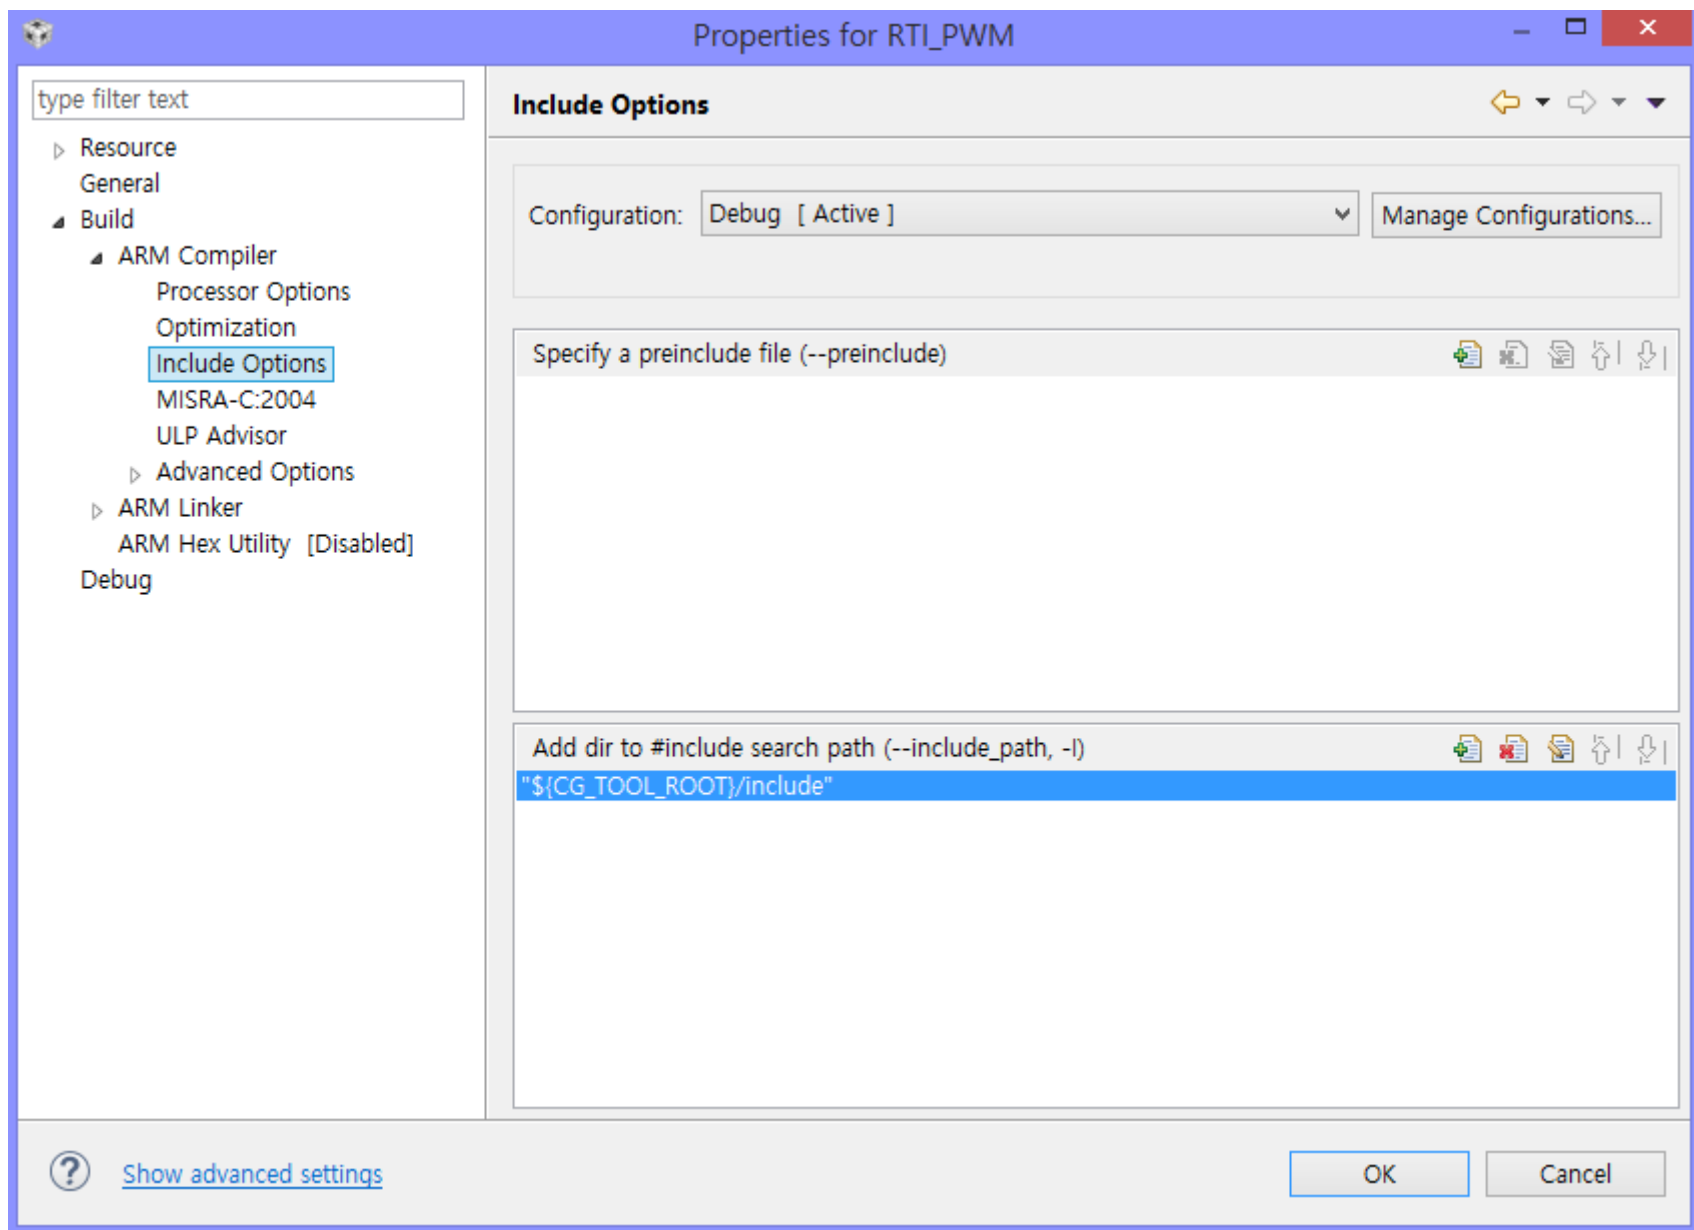 Properties for RTI_PWM
type filter text
Resource
General
Build
ARM Compiler
Processor Options
Optimization
Include Options
MISRA-C:2004
ULP Advisor
Advanced Options
ARM Linker
ARM Hex Utility [Disabled]
Debug
Include Options
Configuration: Debug [ Active ] Manage Configurations...
Specify a preinclude file (--preinclude)
Add dir to #include search path (--include_path, -I)
"${CG_TOOL_ROOT}/include"
Show advanced settings
OK
Cancel